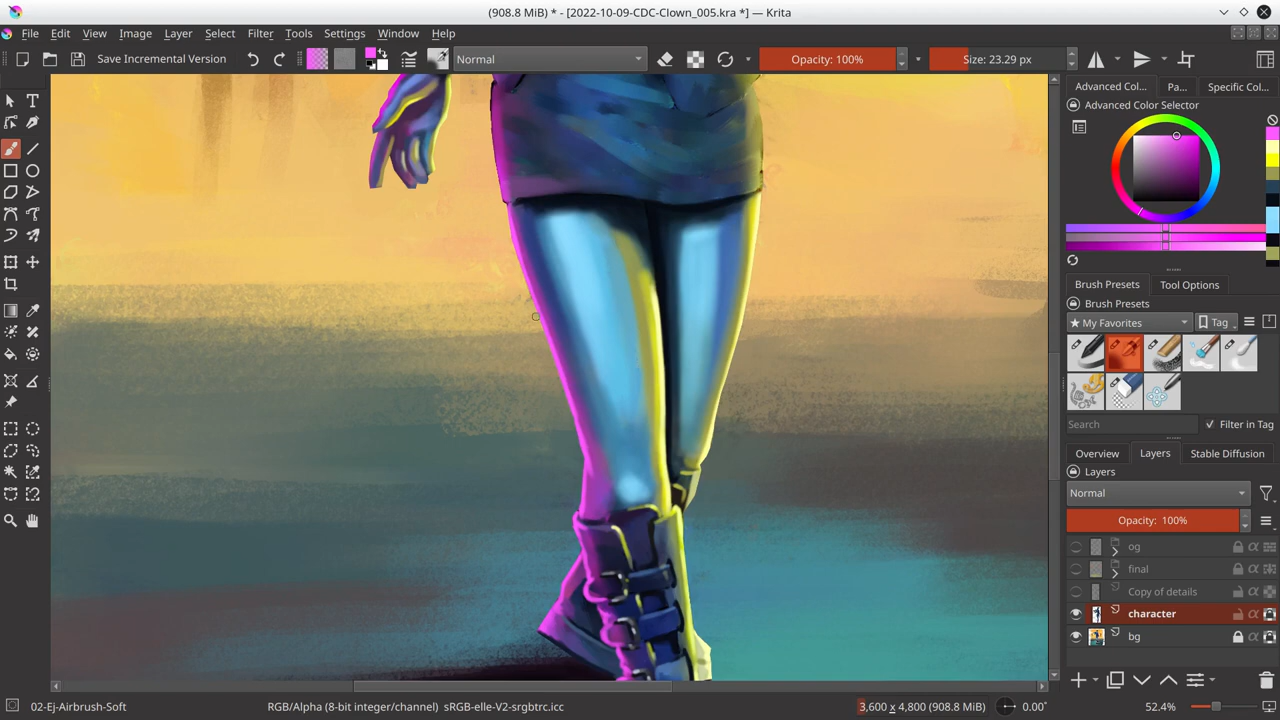 (908.8 MiB) * - [2022-10-09-CDC-Clown_005.kra *] — Krita
File Edit View Image Layer Select Filter Tools Settings Window Help
Save Incremental Version Normal Opacity: 100% Size: 23.29 px
Advanced Col... Pa... Specific Col...
Advanced Color Selector
Brush Presets Tool Options
Brush Presets
★ My Favorites Tag
Search Filter in Tag
Overview Layers Stable Diffusion
Layers
Normal
Opacity: 100%
og
final
Copy of details
character
bg
02-Ej-Airbrush-Soft RGB/Alpha (8-bit integer/channel) sRGB-elle-V2-srgbtrc.icc 3,600 x 4,800 (908.8 MiB) 0.00° 52.4%